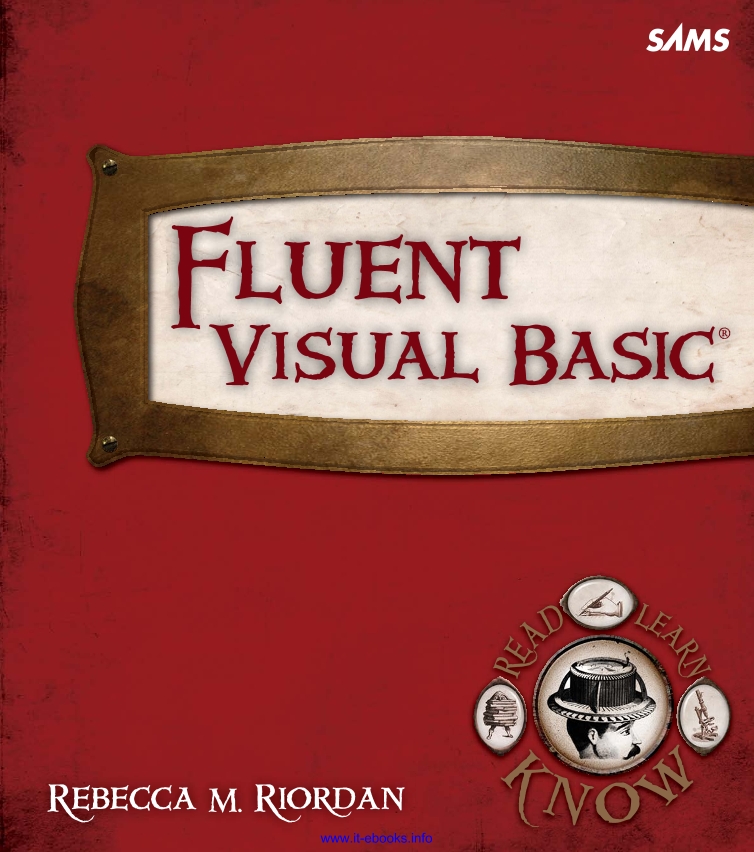 SAMS
FLUENT
VISUAL BASIC®
READ LEARN
KNOW
REBECCA M. RIORDAN
www.it-ebooks.info